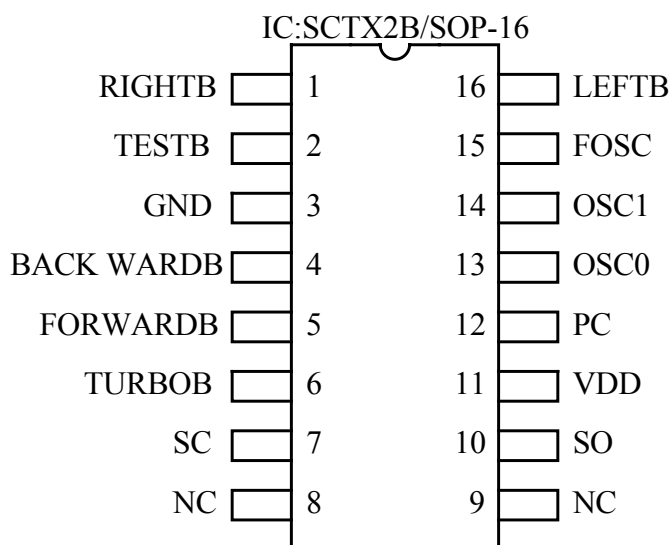 IC:SCTX2B/SOP-16
RIGHTB 1 16 LEFTB
TESTB 2 15 FOSC
GND 3 14 OSC1
BACK WARDB 4 13 OSC0
FORWARDB 5 12 PC
TURBOB 6 11 VDD
SC 7 10 SO
NC 8 9 NC